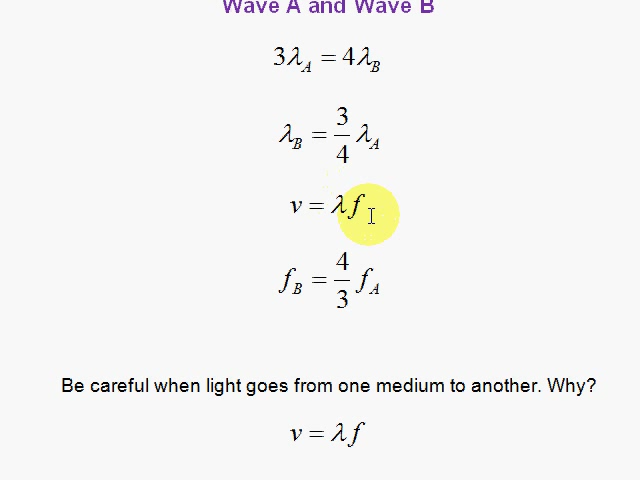 Wave A and Wave B
3λ_A = 4λ_B
λ_B = 3/4 λ_A
v = λf
f_B = 4/3 f_A
Be careful when light goes from one medium to another. Why?
v = λf